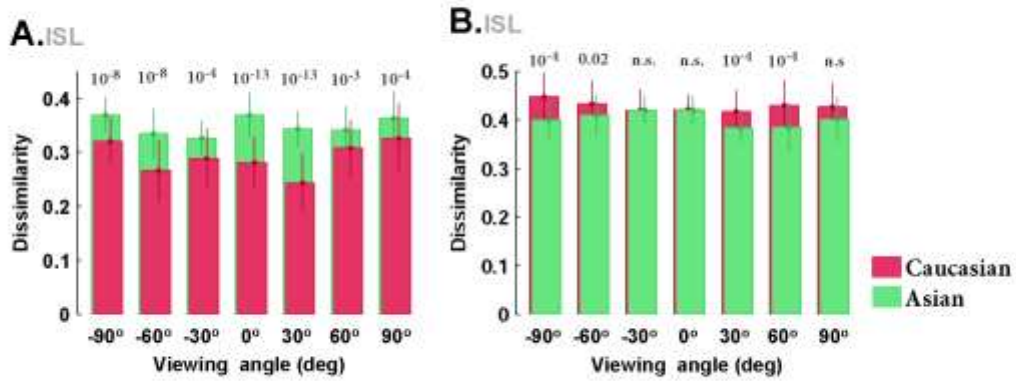 A.ISL
10⁻⁸ 10⁻⁸ 10⁻⁴ 10⁻¹³ 10⁻¹³ 10⁻³ 10⁻⁴
Dissimilarity
0.4
0.3
0.2
0.1
0
-90° -60° -30° 0° 30° 60° 90°
Viewing angle (deg)
B.ISL
10⁻⁴ 0.02 n.s. n.s. 10⁻⁴ 10⁻⁴ n.s
Dissimilarity
0.5
0.4
0.3
0.2
0.1
0
-90° -60° -30° 0° 30° 60° 90°
Viewing angle (deg)
Caucasian
Asian